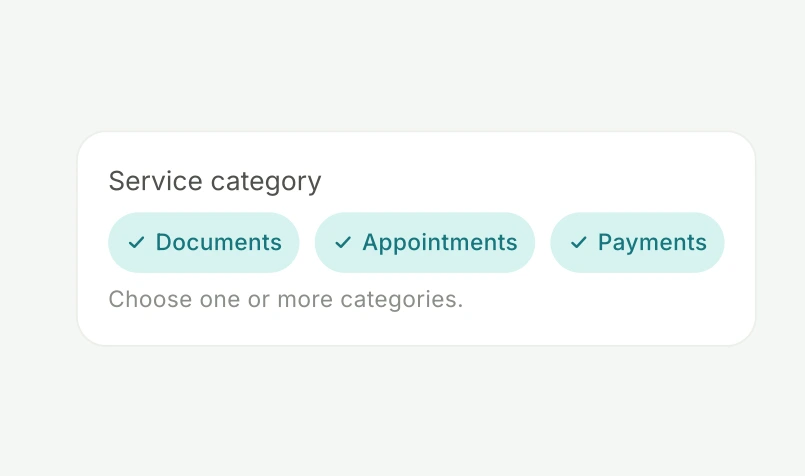 Service category
Documents Appointments Payments
Choose one or more categories.